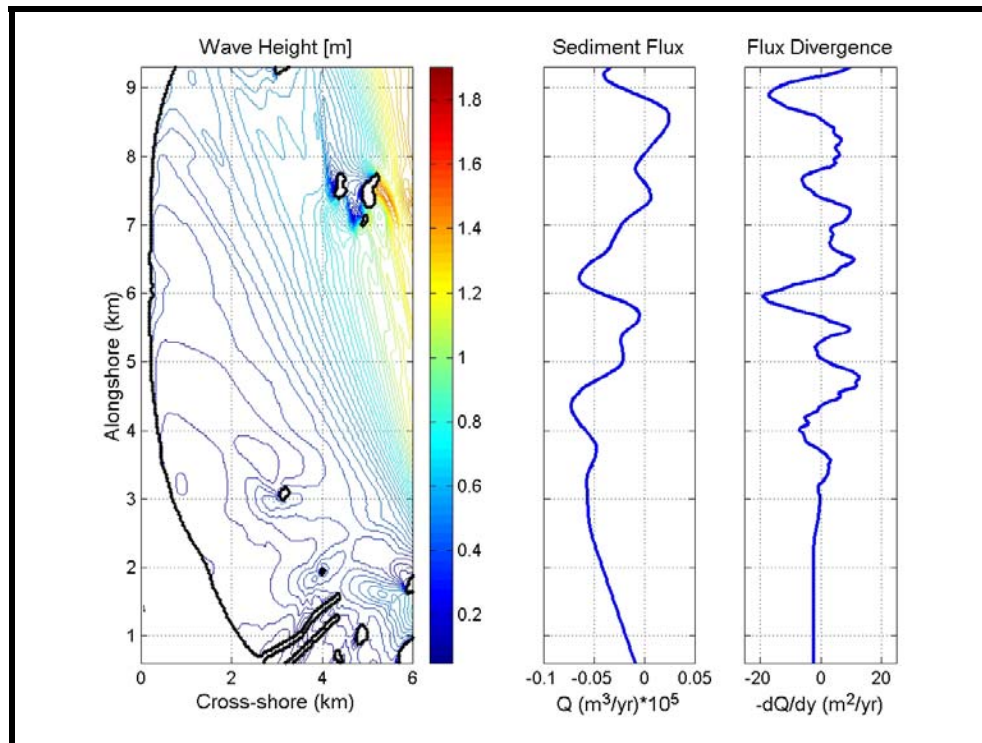 Wave Height [m]
Sediment Flux
Flux Divergence
9
8
7
6
5
4
3
2
1
Alongshore (km)
0 2 4 6
Cross-shore (km)
1.8
1.6
1.4
1.2
1
0.8
0.6
0.4
0.2
-0.1 -0.05 0 0.05
Q (m³/yr)*10⁵
-20 0 20
-dQ/dy (m²/yr)